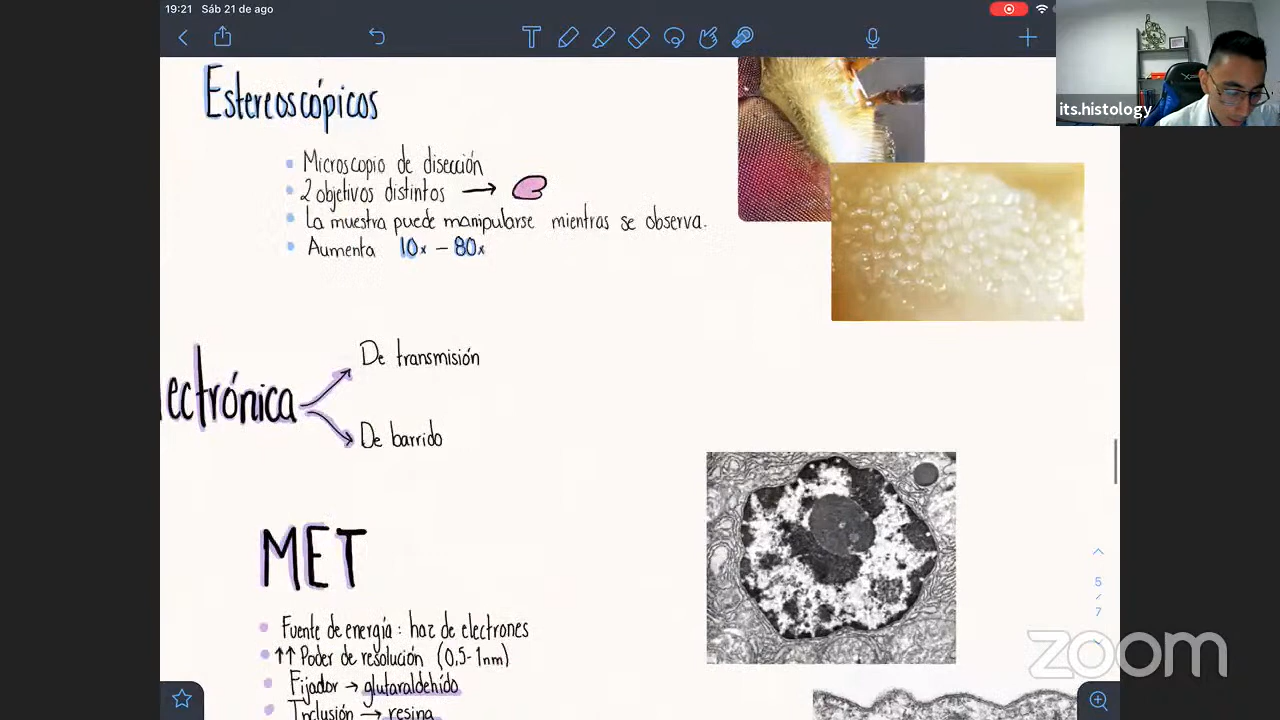 19:21 Sáb 21 de ago
its.histology
Estereoscópicos
Microscopio de disección
2 objetivos distintos →
La muestra puede manipularse mientras se observa.
Aumenta 10x - 80x
ectrónica
De transmisión
De barrido
MET
Fuente de energía: haz de electrones
↑↑ Poder de resolución (0,5-1nm)
Fijador → glutaraldehído
Inclusión → resina
5
/
7
zoom